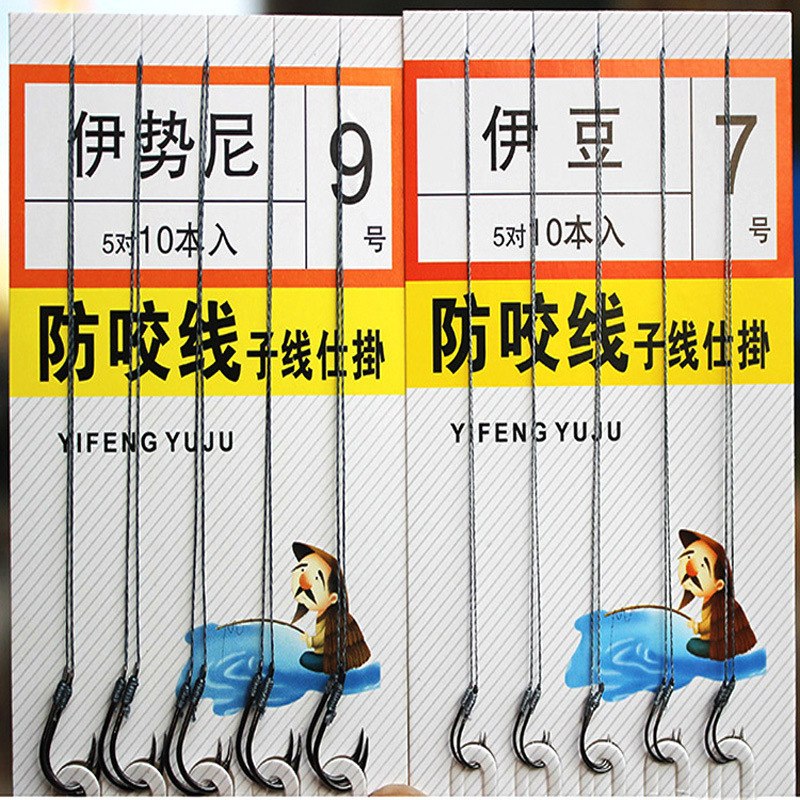 伊势尼
9号
5对10本入
防咬线子线仕掛
YIFENG YUJU
伊豆
7号
5对10本入
防咬线子线仕掛
YIFENG YUJU